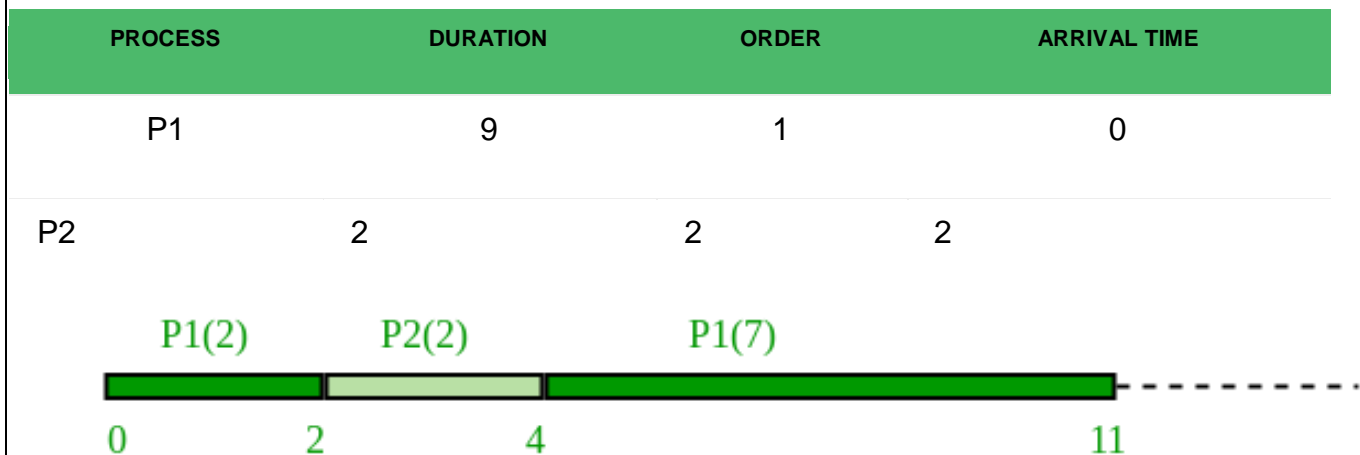 PROCESS DURATION ORDER ARRIVAL TIME
P1 9 1 0
P2 2 2 2
P1(2) P2(2) P1(7)
0 2 4 11